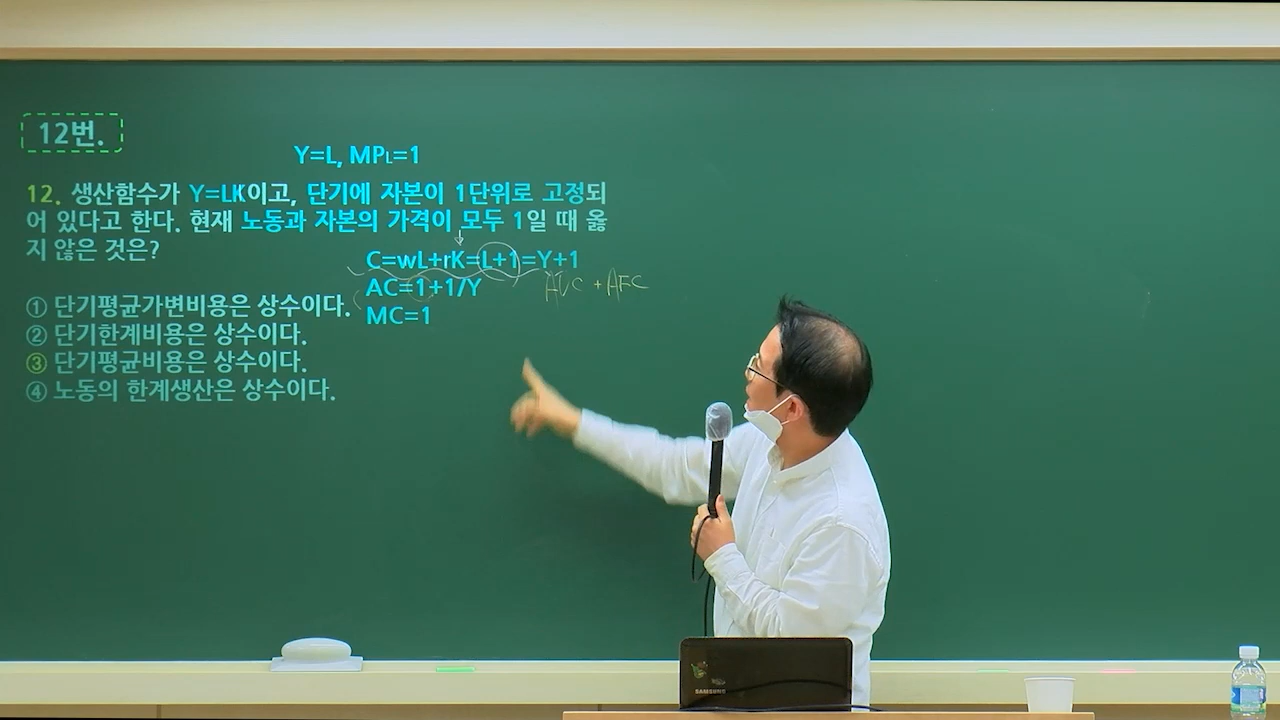 12번.
Y=L, MPL=1
12. 생산함수가 Y=LK이고, 단기에 자본이 1단위로 고정되
어 있다고 한다. 현재 노동과 자본의 가격이 모두 1일 때 옳
지 않은 것은?
C=wL+rK=L+1=Y+1
AC=1+1/Y
AVC + AFC
MC=1
① 단기평균가변비용은 상수이다.
② 단기한계비용은 상수이다.
③ 단기평균비용은 상수이다.
④ 노동의 한계생산은 상수이다.
SAMSUNG